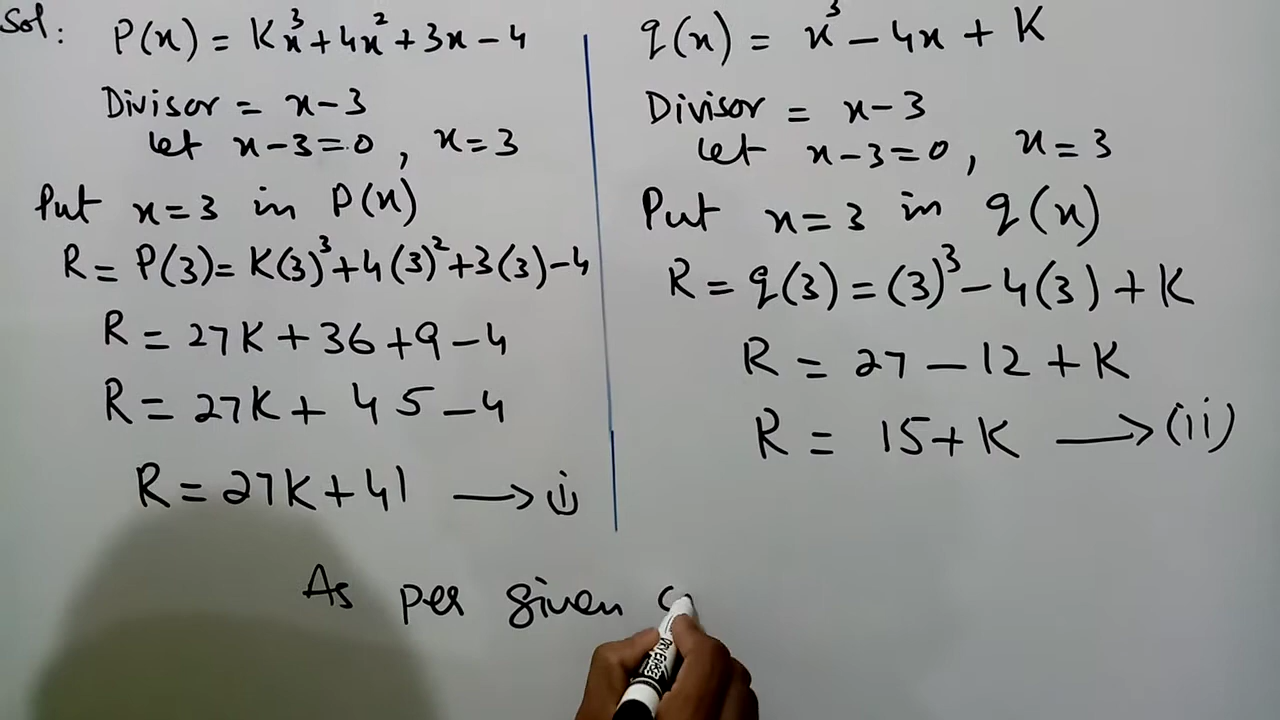 Sol: P(x) = Kx³+4x²+3x-4
Divisor = x-3
let x-3=0, x=3
Put x=3 in P(x)
R = P(3)= K(3)³+4(3)²+3(3)-4
R = 27K+36+9-4
R = 27K+45-4
R = 27K+41 ⟶ (i)
q(x) = x³-4x+K
Divisor = x-3
let x-3=0, x=3
Put x=3 in q(x)
R = q(3) = (3)³-4(3)+K
R = 27-12+K
R = 15+K ⟶ (ii)
As per given